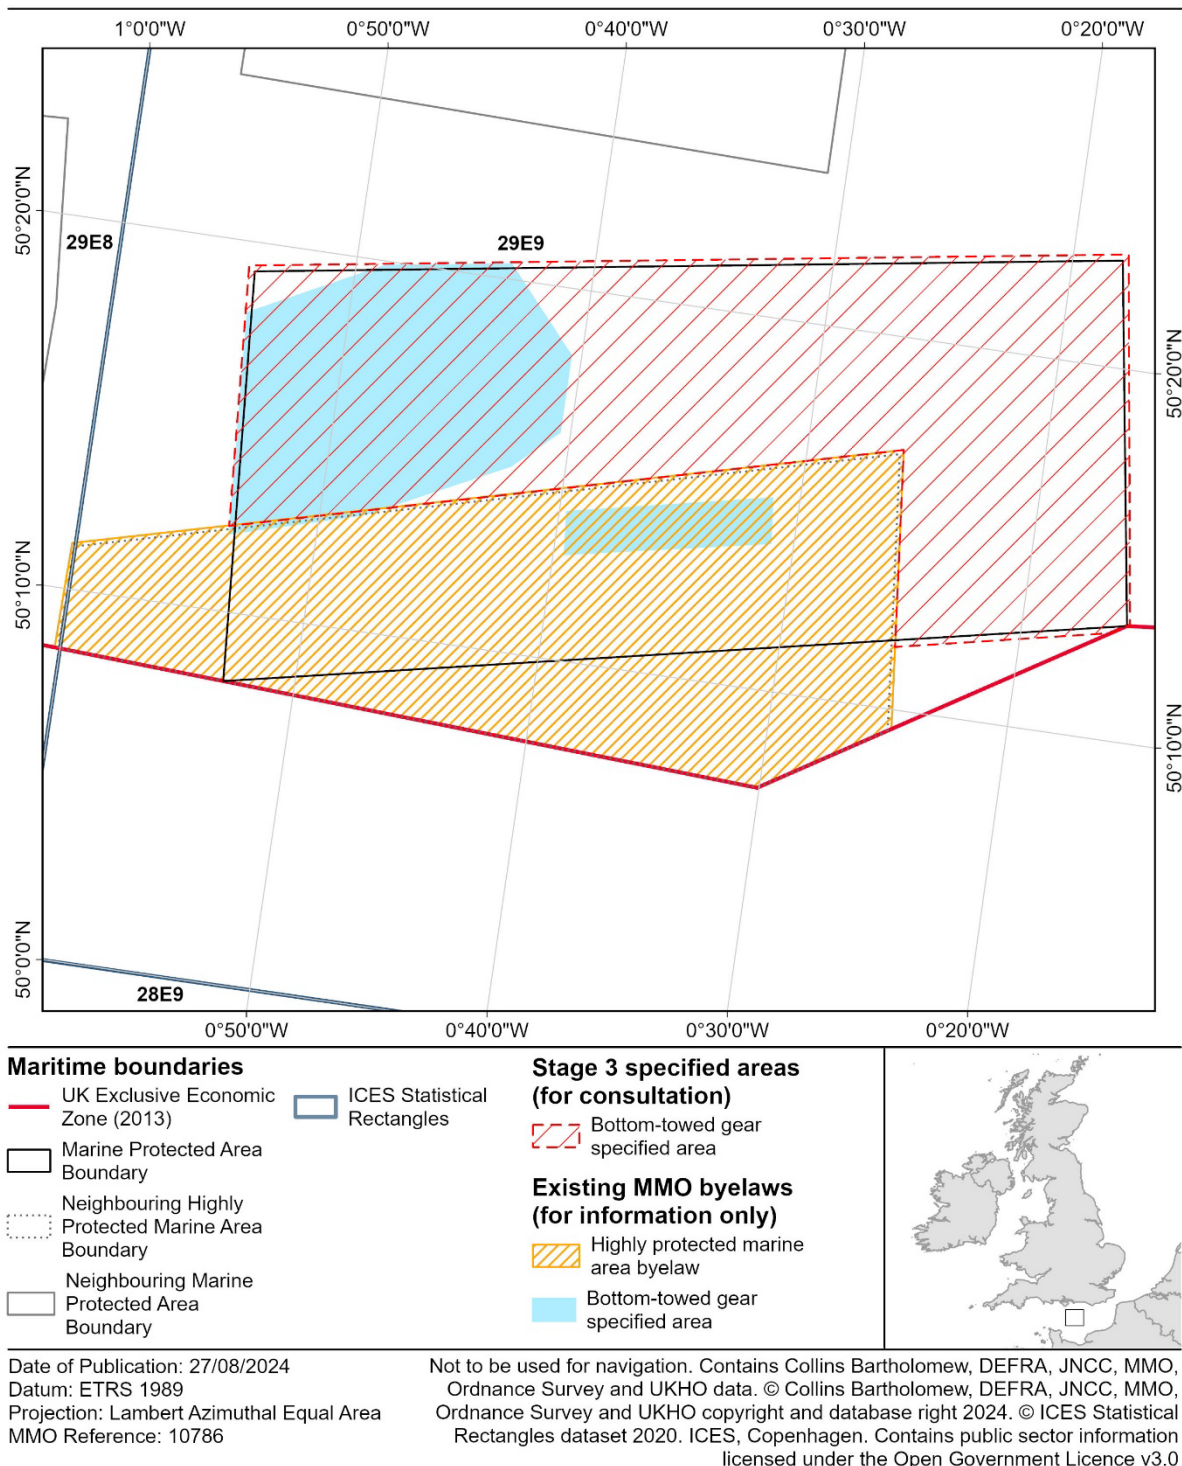 1°0'0"W
0°50'0"W
0°40'0"W
0°30'0"W
0°20'0"W
50°20'0"N
29E8
29E9
50°20'0"N
50°10'0"N
50°10'0"N
50°0'0"N
28E9
0°50'0"W
0°40'0"W
0°30'0"W
0°20'0"W
Maritime boundaries
UK Exclusive Economic
Zone (2013)
Marine Protected Area
Boundary
Neighbouring Highly
Protected Marine Area
Boundary
Neighbouring Marine
Protected Area
Boundary
ICES Statistical
Rectangles
Stage 3 specified areas
(for consultation)
Bottom-towed gear
specified area
Existing MMO byelaws
(for information only)
Highly protected marine
area byelaw
Bottom-towed gear
specified area
Date of Publication: 27/08/2024
Datum: ETRS 1989
Projection: Lambert Azimuthal Equal Area
MMO Reference: 10786
Not to be used for navigation. Contains Collins Bartholomew, DEFRA, JNCC, MMO,
Ordnance Survey and UKHO data. © Collins Bartholomew, DEFRA, JNCC, MMO,
Ordnance Survey and UKHO copyright and database right 2024. © ICES Statistical
Rectangles dataset 2020. ICES, Copenhagen. Contains public sector information
licensed under the Open Government Licence v3.0